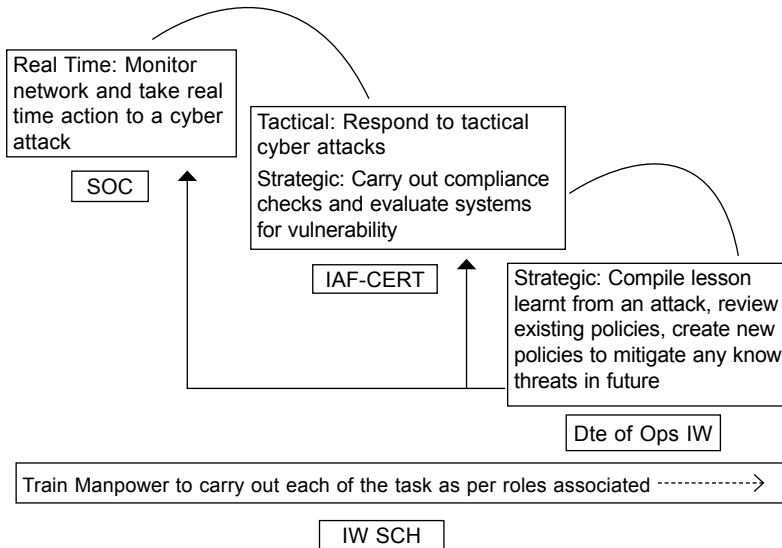 Real Time: Monitor
network and take real
time action to a cyber
attack
SOC
Tactical: Respond to tactical
cyber attacks
Strategic: Carry out compliance
checks and evaluate systems
for vulnerability
IAF-CERT
Strategic: Compile lesson
learnt from an attack, review
existing policies, create new
policies to mitigate any know
threats in future
Dte of Ops IW
Train Manpower to carry out each of the task as per roles associated
IW SCH